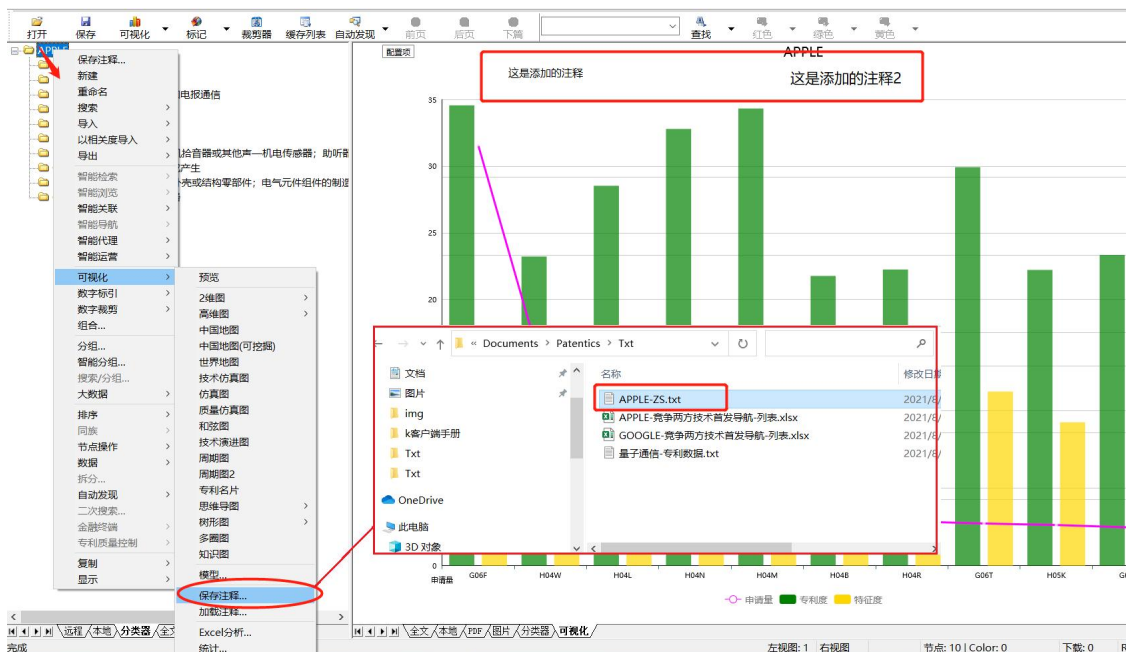 打开 保存 可视化 标记 裁剪器 缓存列表 自动发现 前页 后页 下篇 查找 红色 绿色 黄色
APPLE
保存注释...
新建
重命名
搜索
导入
以相关度导入
导出
智能检索
智能浏览
智能关联
智能导航
智能代理
智能运营
可视化
数字标引
数字裁剪
组合...
分组...
智能分组...
搜索/分组...
大数据
排序
同族
节点操作
数据
拆分...
自动发现
二次搜索...
金融终端
专利质量控制
复制
显示
电报通信
拾音器或其他声—机电传感器；助听器
产生
壳或结构零部件；电气元件组件的制造
预览
2维图
高维图
中国地图
中国地图(可挖掘)
世界地图
技术仿真图
仿真图
质量仿真图
和弦图
技术演进图
周期图
周期图2
专利名片
思维导图
树形图
多圈图
知识图
模型...
保存注释...
加载注释...
Excel分析...
统计...
配置项
APPLE
这是添加的注释
这是添加的注释2
35
30
25
20
« Documents > Patentics > Txt
文档
图片
img
k客户端手册
Txt
Txt
OneDrive
此电脑
3D 对象
名称 修改日期
APPLE-ZS.txt 2021/8/
APPLE-竞争两方技术首发导航-列表.xlsx 2021/8/
GOOGLE-竞争两方技术首发导航-列表.xlsx 2021/8/
量子通信-专利数据.txt 2021/8/
0
申请量 G06F H04W H04L H04N H04M H04B H04R G06T H05K
申请量 专利度 特征度
远程 本地 分类器 全文
全文 本地 PDF 图片 分类器 可视化
完成 左视图: 1 右视图 节点: 10 | Color: 0 下载: 0